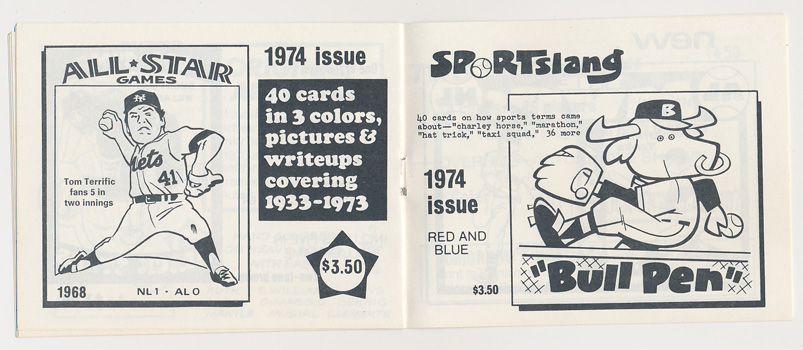 ALL★STAR
GAMES
NY
Mets
41
Tom Terrific
fans 5 in
two innings
1968
NL 1 - AL 0
1974 issue
40 cards
in 3 colors,
pictures &
writeups
covering
1933-1973
$3.50
SPORTslang
40 cards on how sports terms came
about—"charley horse," "marathon,"
"hat trick," "taxi squad," 36 more
1974
issue
RED AND
BLUE
$3.50
B
"Bull Pen"